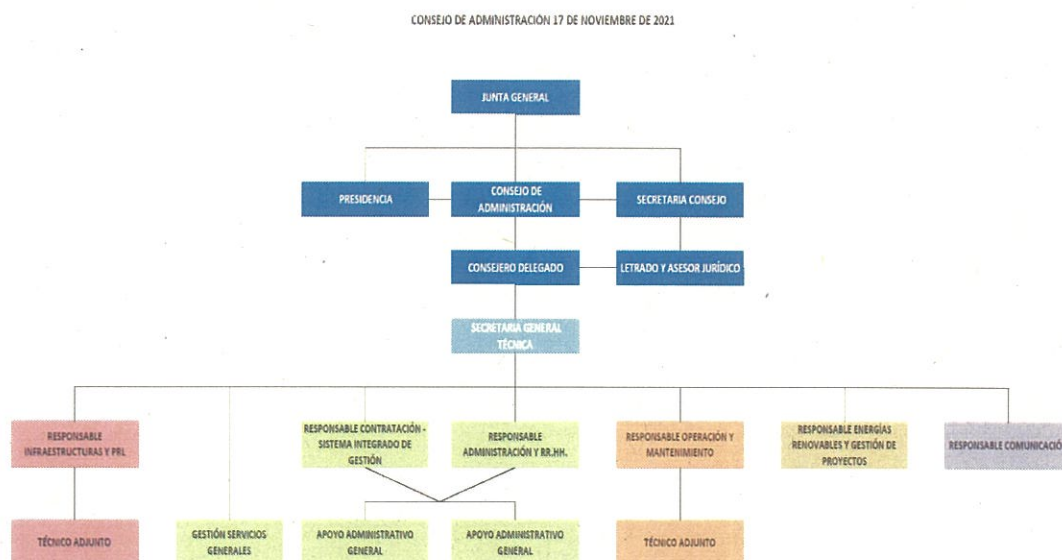 CONSEJO DE ADMINISTRACIÓN 17 DE NOVIEMBRE DE 2021
JUNTA GENERAL
PRESIDENCIA
CONSEJO DE
ADMINISTRACIÓN
SECRETARIA CONSEJO
CONSEJERO DELEGADO
LETRADO Y ASESOR JURÍDICO
SECRETARIA GENERAL
TÉCNICA
RESPONSABLE
INFRAESTRUCTURAS Y PRL
RESPONSABLE CONTRATACIÓN -
SISTEMA INTEGRADO DE
GESTIÓN
RESPONSABLE
ADMINISTRACIÓN Y RR.HH.
RESPONSABLE OPERACIÓN Y
MANTENIMIENTO
RESPONSABLE ENERGÍAS
RENOVABLES Y GESTIÓN DE
PROYECTOS
RESPONSABLE COMUNICACIÓN
TÉCNICO ADJUNTO
GESTIÓN SERVICIOS
GENERALES
APOYO ADMINISTRATIVO
GENERAL
APOYO ADMINISTRATIVO
GENERAL
TÉCNICO ADJUNTO